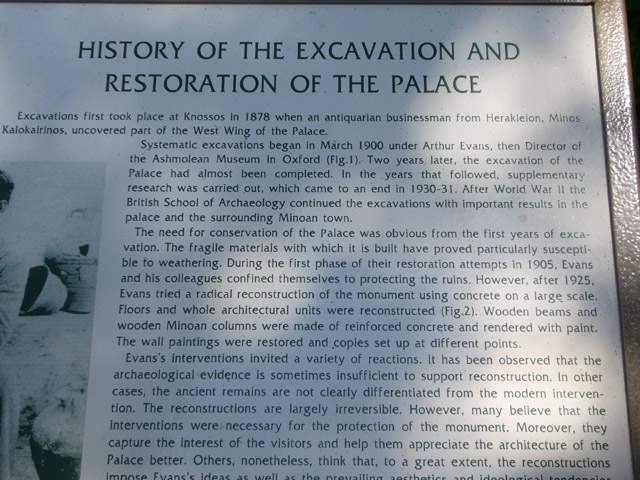 HISTORY OF THE EXCAVATION AND
RESTORATION OF THE PALACE
Excavations first took place at Knossos in 1878 when an antiquarian businessman from Herakleion, Minos
Kalokairinos, uncovered part of the West Wing of the Palace.
Systematic excavations began in March 1900 under Arthur Evans, then Director of
the Ashmolean Museum in Oxford (Fig.1). Two years later, the excavation of the
Palace had almost been completed. In the years that followed, supplementary
research was carried out, which came to an end in 1930-31. After World War II the
British School of Archaeology continued the excavations with important results in the
palace and the surrounding Minoan town.
The need for conservation of the Palace was obvious from the first years of exca-
vation. The fragile materials with which it is built have proved particularly suscepti-
ble to weathering. During the first phase of their restoration attempts in 1905, Evans
and his colleagues confined themselves to protecting the ruins. However, after 1925,
Evans tried a radical reconstruction of the monument using concrete on a large scale.
Floors and whole architectural units were reconstructed (Fig.2). Wooden beams and
wooden Minoan columns were made of reinforced concrete and rendered with paint.
The wall paintings were restored and copies set up at different points.
Evans's interventions invited a variety of reactions. It has been observed that the
archaeological evidence is sometimes insufficient to support reconstruction. In other
cases, the ancient remains are not clearly differentiated from the modern interven-
tion. The reconstructions are largely irreversible. However, many believe that the
interventions were necessary for the protection of the monument. Moreover, they
capture the interest of the visitors and help them appreciate the architecture of the
Palace better. Others, nonetheless, think that, to a great extent, the reconstructions
impose Evans's ideas as well as the prevailing aesthetics and ideological tendencies